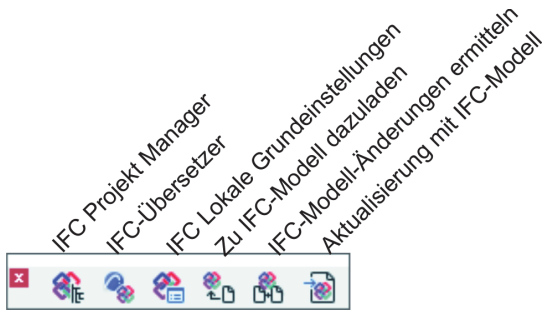 IFC Projekt Manager
IFC-Übersetzer
IFC Lokale Grundeinstellungen
Zu IFC-Modell dazuladen
IFC-Modell-Änderungen ermitteln
Aktualisierung mit IFC-Modell